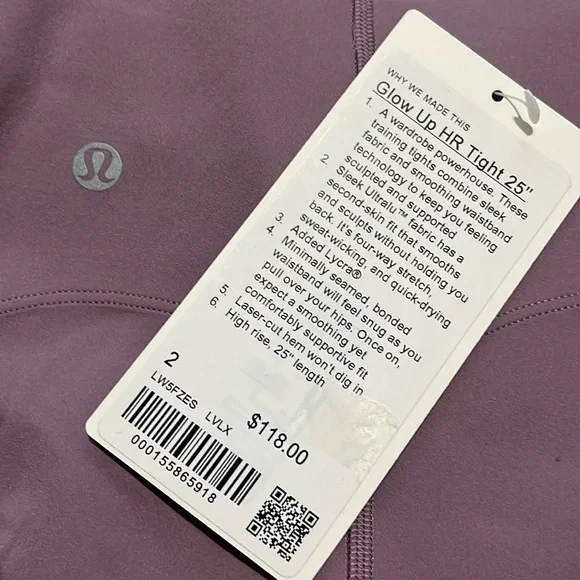 WHY WE MADE THIS
Glow Up HR Tight 25"
1. A wardrobe powerhouse. These
training tights combine sleek
fabric and smoothing waistband
technology to keep you feeling
sculpted and supported
2. Sleek Ultralu™ fabric has a
second-skin fit that smooths
and sculpts without holding you
back. It's four-way stretch,
sweat-wicking, and quick-drying
3. Added Lycra®
4. Minimally seamed, bonded
waistband will feel snug as you
pull over your hips. Once on,
expect a smoothing yet
comfortably supportive fit
5. Laser-cut hem won't dig in
6. High rise, 25" length
2
LW5FZES LVLX
$118.00
000155865918